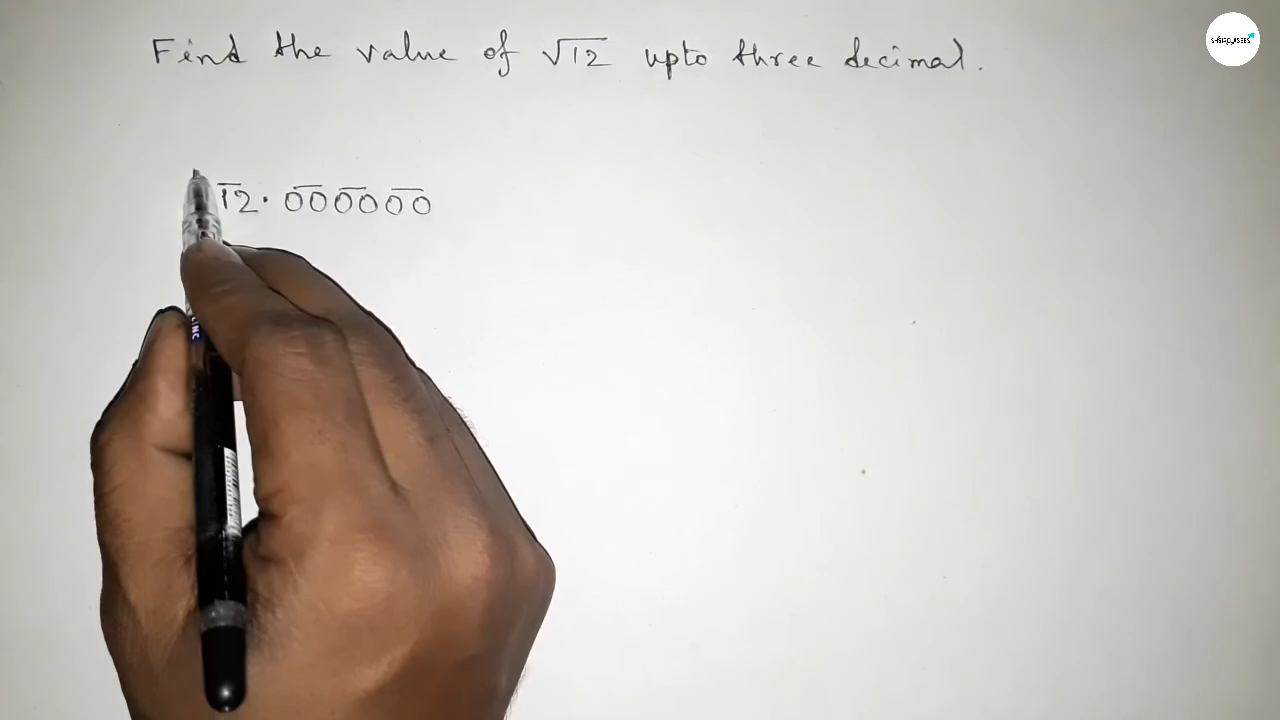 Find the value of √12 upto three decimal.
12.000000